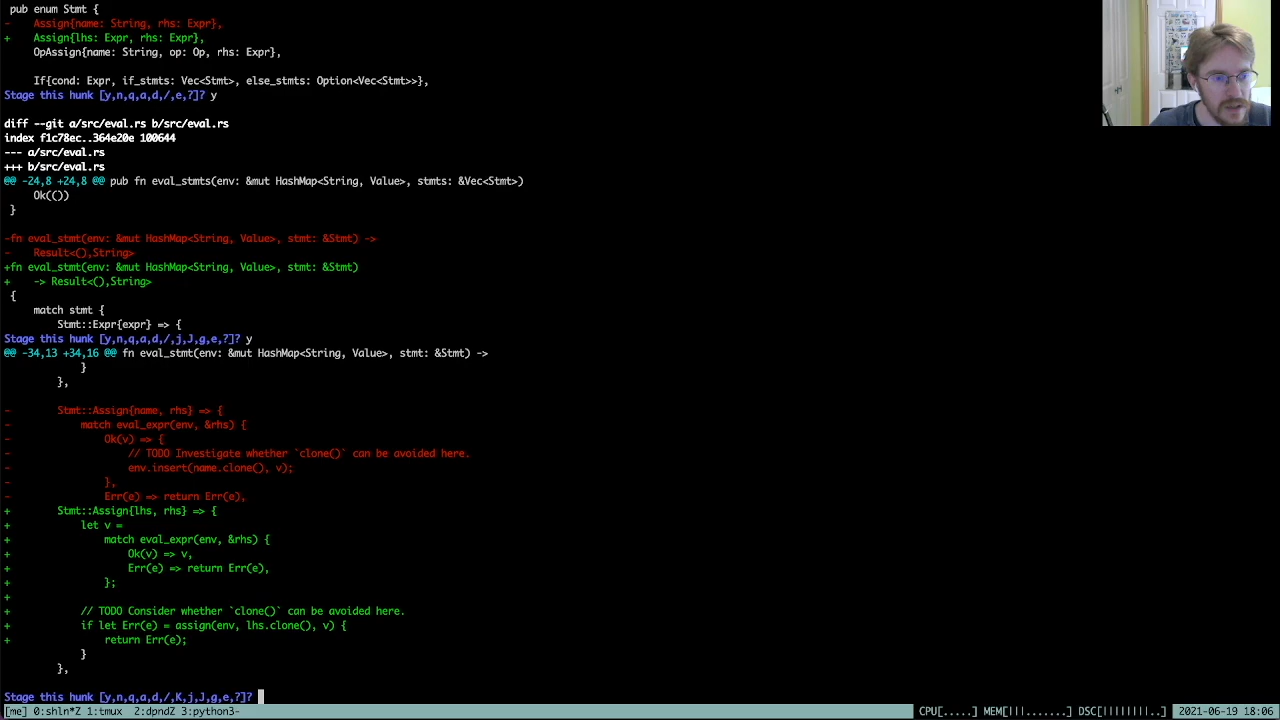 pub enum Stmt {
-    Assign{name: String, rhs: Expr},
+    Assign{lhs: Expr, rhs: Expr},
     OpAssign{name: String, op: Op, rhs: Expr},

     If{cond: Expr, if_stmts: Vec<Stmt>, else_stmts: Option<Vec<Stmt>>},
Stage this hunk [y,n,q,a,d,/,e,?]? y

diff --git a/src/eval.rs b/src/eval.rs
index f1c78ec..364e20e 100644
--- a/src/eval.rs
+++ b/src/eval.rs
@@ -24,8 +24,8 @@ pub fn eval_stmts(env: &mut HashMap<String, Value>, stmts: &Vec<Stmt>)
     Ok(())
 }

-fn eval_stmt(env: &mut HashMap<String, Value>, stmt: &Stmt) ->
-    Result<(),String>
+fn eval_stmt(env: &mut HashMap<String, Value>, stmt: &Stmt)
+    -> Result<(),String>
 {
     match stmt {
         Stmt::Expr{expr} => {
Stage this hunk [y,n,q,a,d,/,j,J,g,e,?]? y
@@ -34,13 +34,16 @@ fn eval_stmt(env: &mut HashMap<String, Value>, stmt: &Stmt) ->
             }
         },

-        Stmt::Assign{name, rhs} => {
-            match eval_expr(env, &rhs) {
-                Ok(v) => {
-                    // TODO Investigate whether `clone()` can be avoided here.
-                    env.insert(name.clone(), v);
-                },
-                Err(e) => return Err(e),
+        Stmt::Assign{lhs, rhs} => {
+            let v =
+                match eval_expr(env, &rhs) {
+                    Ok(v) => v,
+                    Err(e) => return Err(e),
+                };
+
+            // TODO Consider whether `clone()` can be avoided here.
+            if let Err(e) = assign(env, lhs.clone(), v) {
+                return Err(e);
             }
         },

Stage this hunk [y,n,q,a,d,/,K,j,J,g,e,?]?
[me] 0:shln*Z 1:tmux  2:dpndZ 3:python3- CPU[.....] MEM[|||.......] DSC[||||||||..] 2021-06-19 18:06